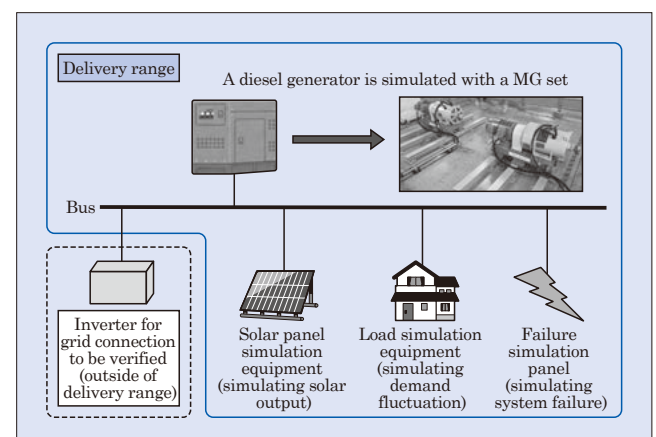 Delivery range
A diesel generator is simulated with a MG set
Bus
Inverter for
grid connection
to be verified
(outside of
delivery range)
Solar panel
simulation
equipment
(simulating solar
output)
Load simulation
equipment
(simulating
demand
fluctuation)
Failure
simulation
panel
(simulating
system failure)